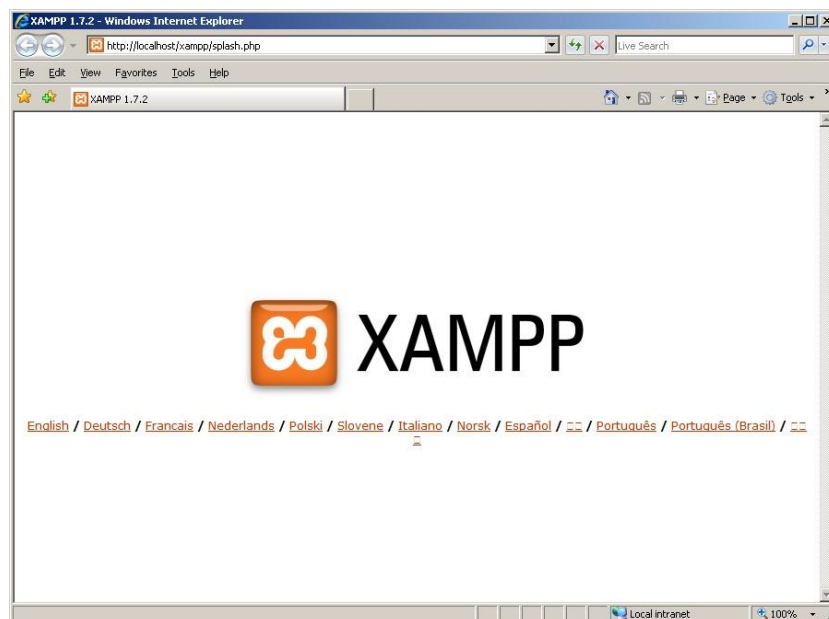 XAMPP 1.7.2 - Windows Internet Explorer
http://localhost/xampp/splash.php Live Search
File Edit View Favorites Tools Help
XAMPP 1.7.2 Page Tools
XAMPP
English / Deutsch / Francais / Nederlands / Polski / Slovene / Italiano / Norsk / Español / □□ / Português / Português (Brasil) / □□
□
Local intranet 100%